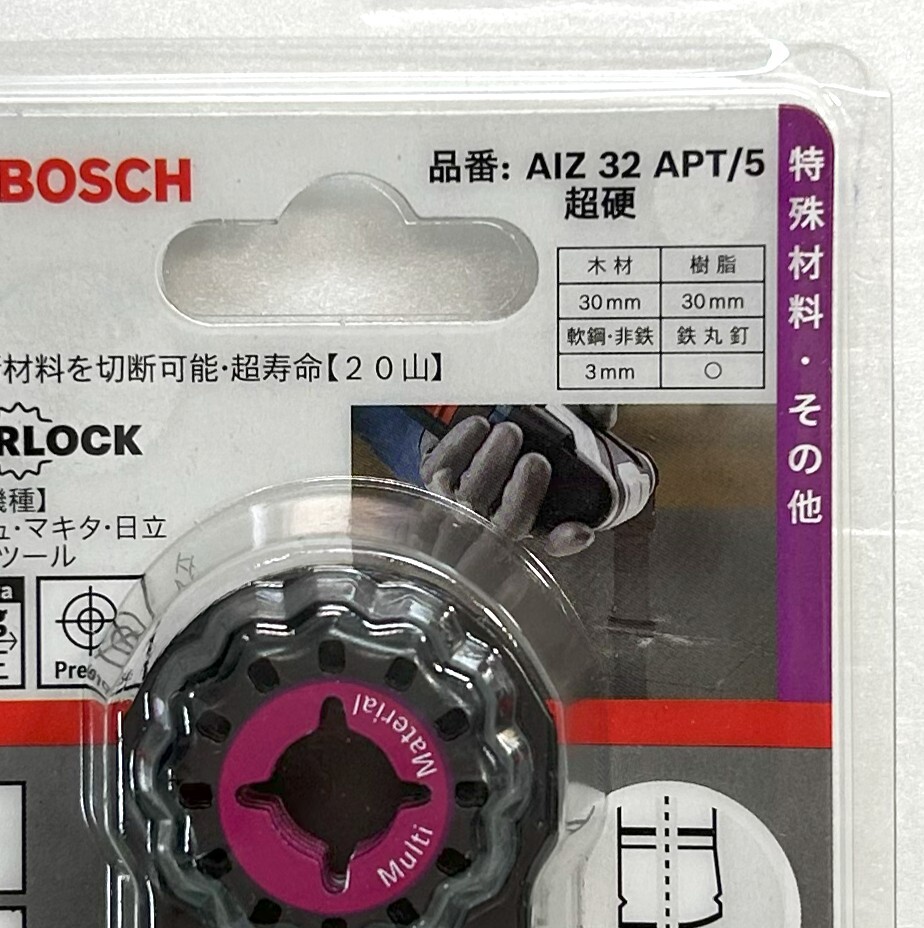 BOSCH
品番: AIZ 32 APT/5
超硬
木材 樹脂
30mm 30mm
軟鋼·非鉄 鉄丸釘
3mm ○
特殊材料・その他
材料を切断可能·超寿命【２０山】
RLOCK
機種】
·マキタ·日立
ツール
Pre
Multi Material